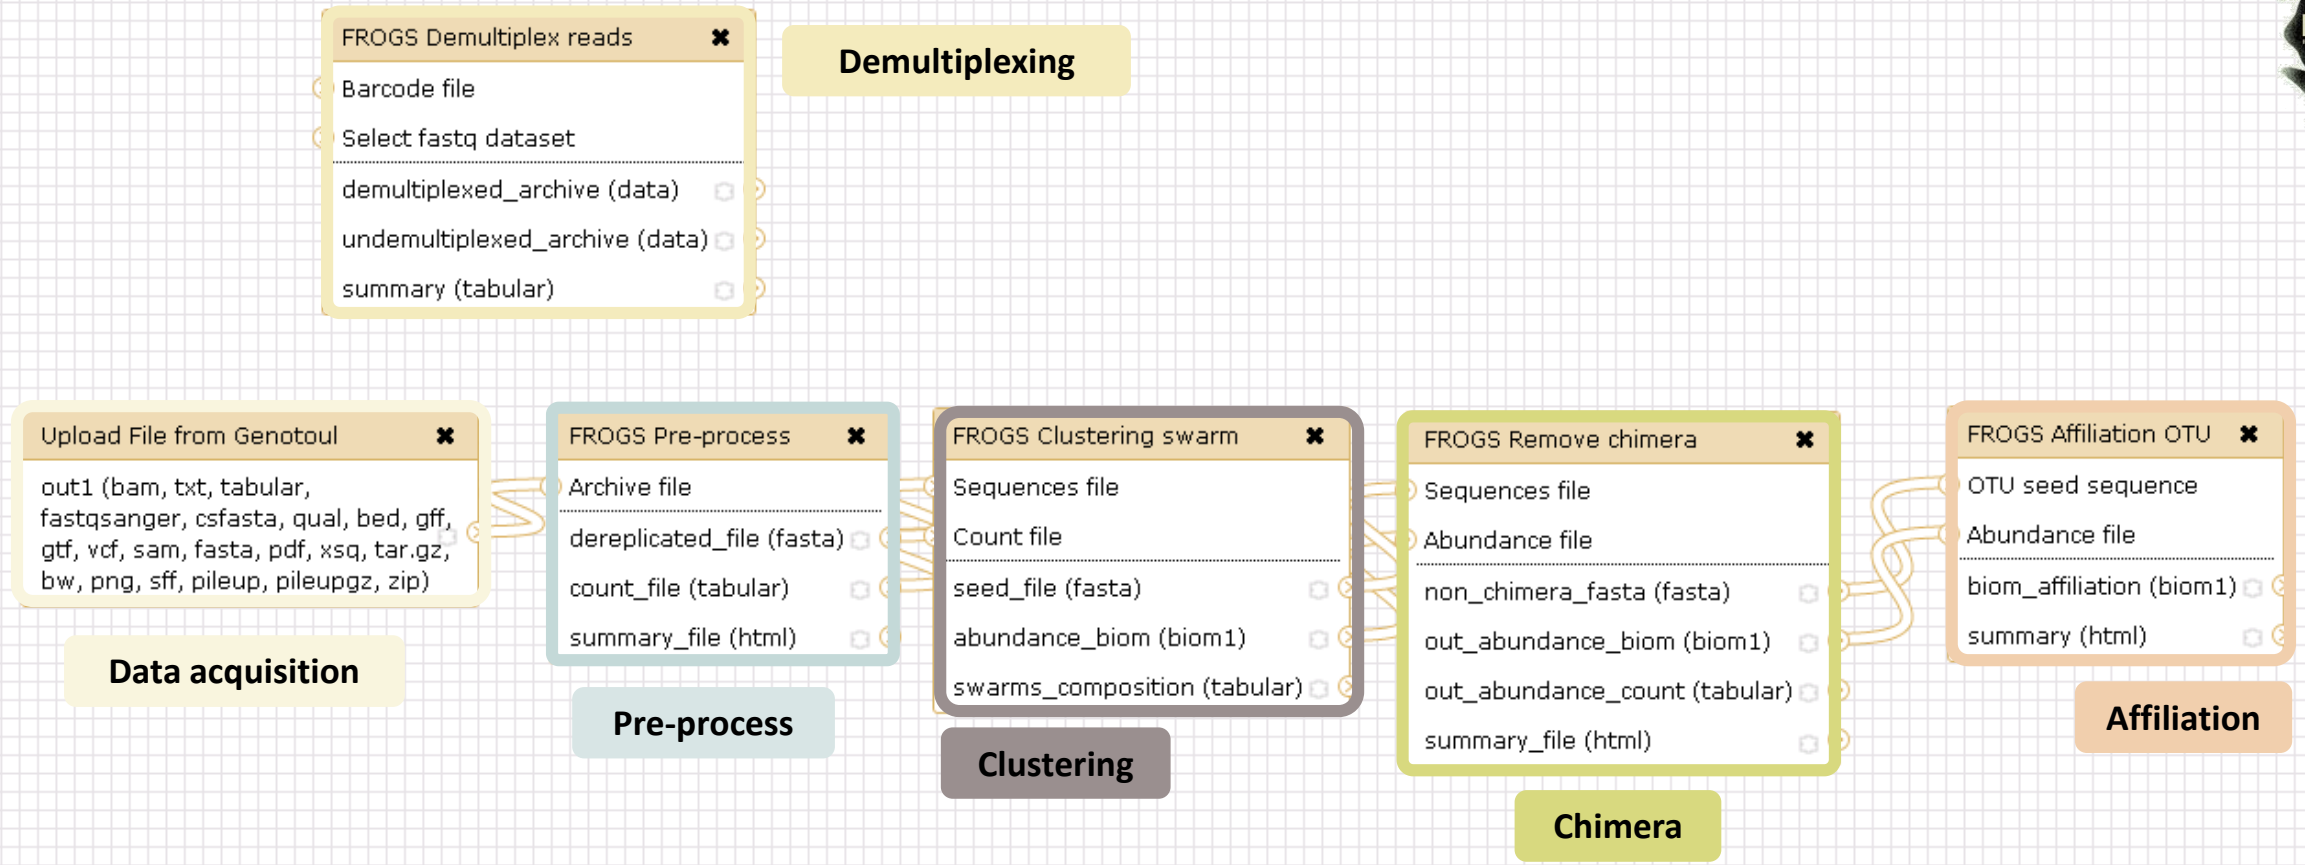 FROGS Demultiplex reads
Barcode file
Select fastq dataset
demultiplexed_archive (data)
undemultiplexed_archive (data)
summary (tabular)
Demultiplexing
Upload File from Genotoul
out1 (bam, txt, tabular,
fastqsanger, csfasta, qual, bed, gff,
gtf, vcf, sam, fasta, pdf, xsq, tar.gz,
bw, png, sff, pileup, pileupgz, zip)
Data acquisition
FROGS Pre-process
Archive file
dereplicated_file (fasta)
count_file (tabular)
summary_file (html)
Pre-process
FROGS Clustering swarm
Sequences file
Count file
seed_file (fasta)
abundance_biom (biom1)
swarms_composition (tabular)
Clustering
FROGS Remove chimera
Sequences file
Abundance file
non_chimera_fasta (fasta)
out_abundance_biom (biom1)
out_abundance_count (tabular)
summary_file (html)
Chimera
FROGS Affiliation OTU
OTU seed sequence
Abundance file
biom_affiliation (biom1)
summary (html)
Affiliation